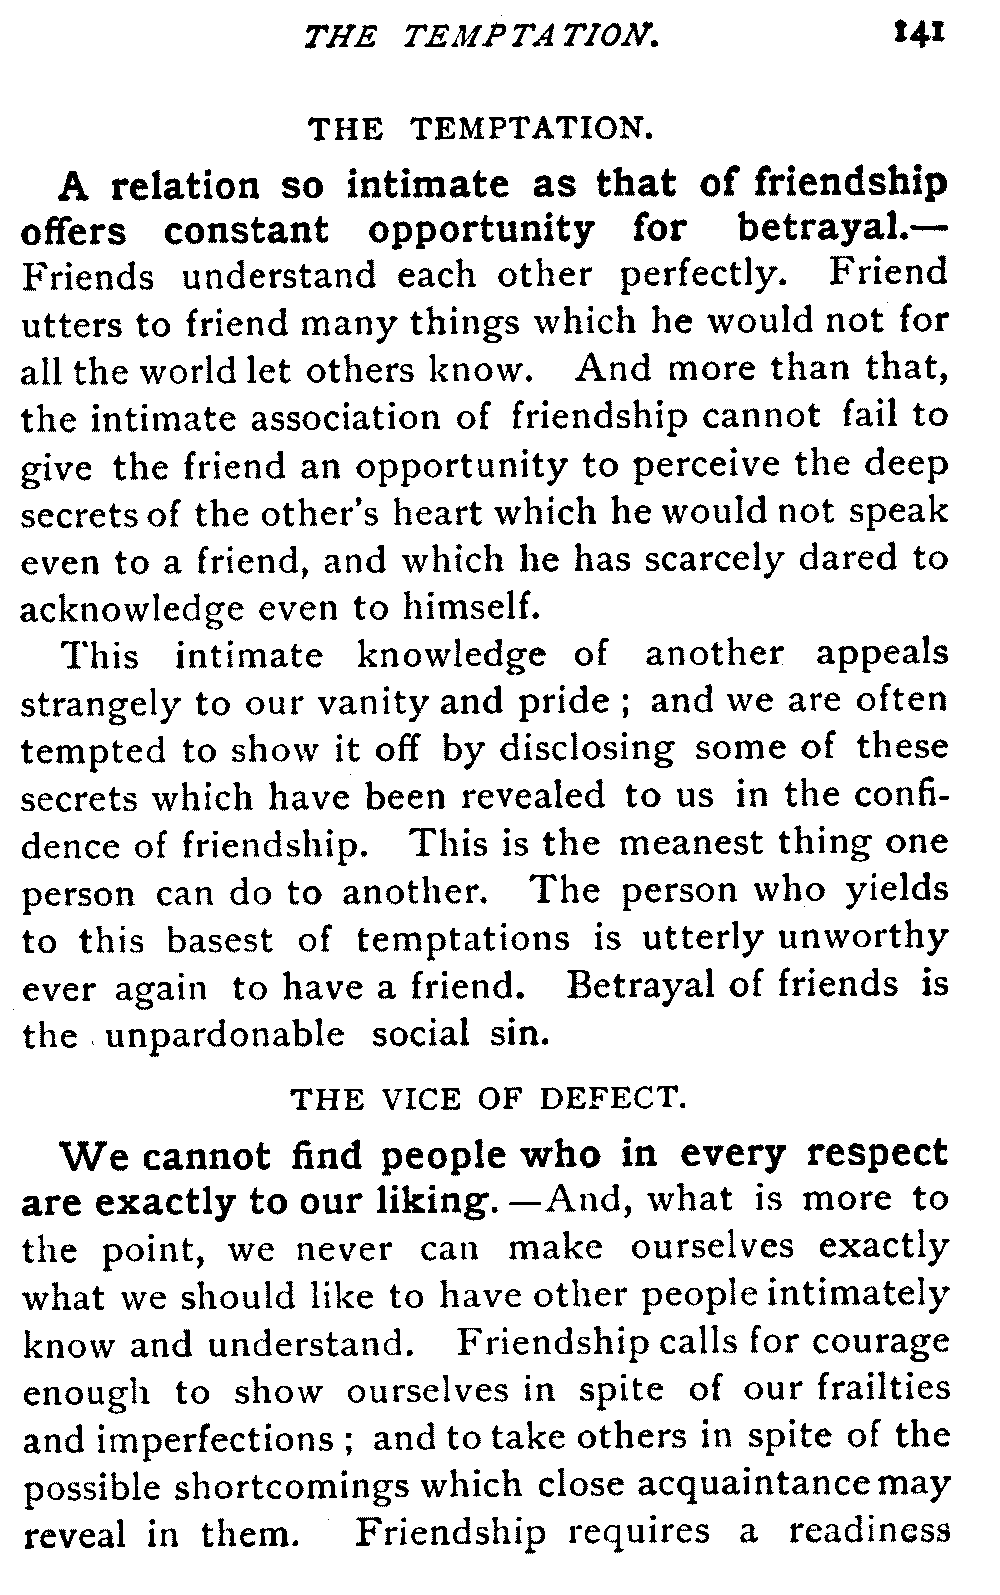 THE TEMPTATION. 141
THE TEMPTATION.
A relation so intimate as that of friendship
offers constant opportunity for betrayal.—
Friends understand each other perfectly. Friend
utters to friend many things which he would not for
all the world let others know. And more than that,
the intimate association of friendship cannot fail to
give the friend an opportunity to perceive the deep
secrets of the other's heart which he would not speak
even to a friend, and which he has scarcely dared to
acknowledge even to himself.
This intimate knowledge of another appeals
strangely to our vanity and pride ; and we are often
tempted to show it off by disclosing some of these
secrets which have been revealed to us in the confi-
dence of friendship. This is the meanest thing one
person can do to another. The person who yields
to this basest of temptations is utterly unworthy
ever again to have a friend. Betrayal of friends is
the unpardonable social sin.
THE VICE OF DEFECT.
We cannot find people who in every respect
are exactly to our liking. —And, what is more to
the point, we never can make ourselves exactly
what we should like to have other people intimately
know and understand. Friendship calls for courage
enough to show ourselves in spite of our frailties
and imperfections ; and to take others in spite of the
possible shortcomings which close acquaintance may
reveal in them. Friendship requires a readiness